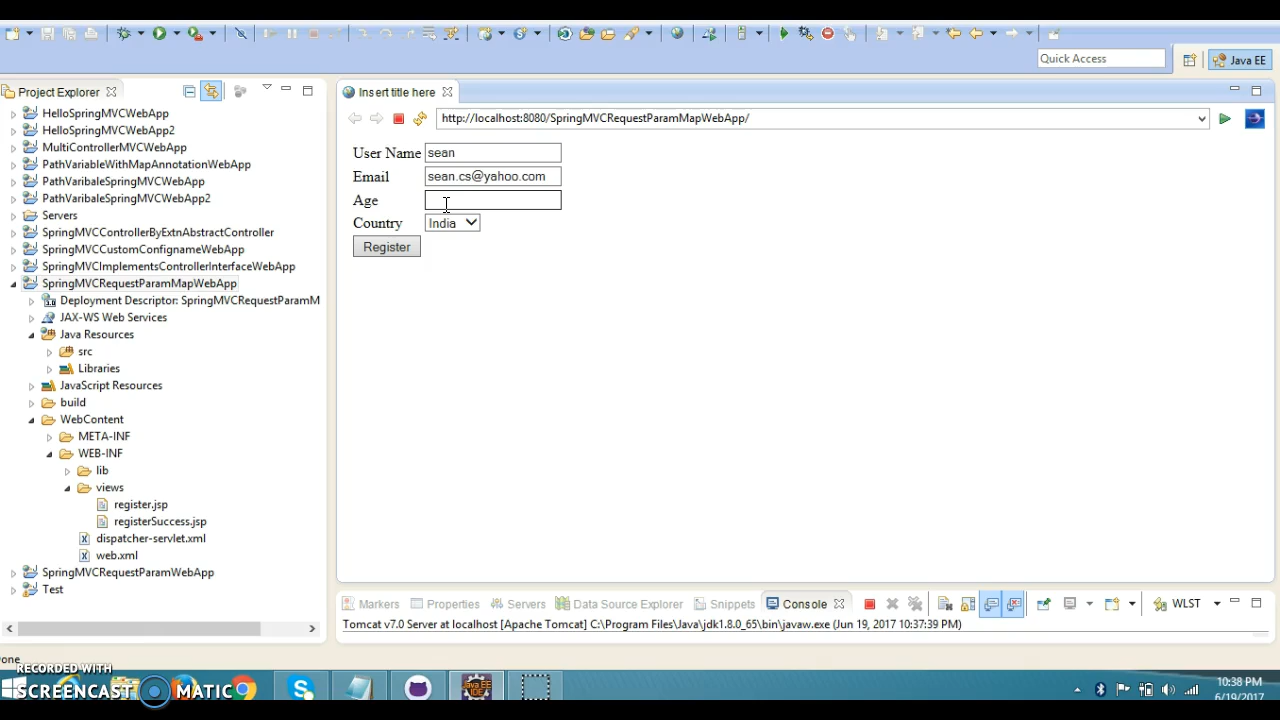 Quick Access
Java EE
Project Explorer
HelloSpringMVCWebApp
HelloSpringMVCWebApp2
MultiControllerMVCWebApp
PathVariableWithMapAnnotationWebApp
PathVaribaleSpringMVCWebApp
PathVaribaleSpringMVCWebApp2
Servers
SpringMVCControllerByExtnAbstractController
SpringMVCCustomConfignameWebApp
SpringMVCImplementsControllerInterfaceWebApp
SpringMVCRequestParamMapWebApp
Deployment Descriptor: SpringMVCRequestParamM
JAX-WS Web Services
Java Resources
src
Libraries
JavaScript Resources
build
WebContent
META-INF
WEB-INF
lib
views
register.jsp
registerSuccess.jsp
dispatcher-servlet.xml
web.xml
SpringMVCRequestParamWebApp
Test
Insert title here
http://localhost:8080/SpringMVCRequestParamMapWebApp/
User Name sean
Email sean.cs@yahoo.com
Age
Country India
Register
Markers Properties Servers Data Source Explorer Snippets Console WLST
Tomcat v7.0 Server at localhost [Apache Tomcat] C:\Program Files\Java\jdk1.8.0_65\bin\javaw.exe (Jun 19, 2017 10:37:39 PM)
one
RECORDED WITH
SCREENCAST MATIC
Java EE
IDE
10:38 PM
6/19/2017